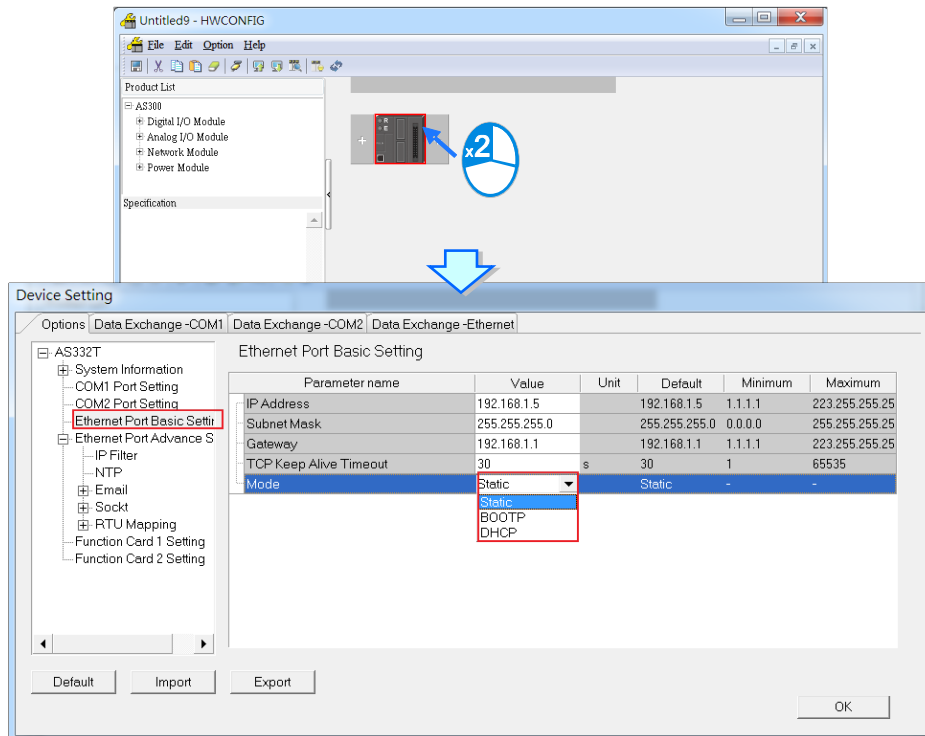 Untitled9 - HWCONFIG
File Edit Option Help
Product List
AS300
Digital I/O Module
Analog I/O Module
Network Module
Power Module
Specification
R
E
x2
Device Setting
Options Data Exchange -COM1 Data Exchange -COM2 Data Exchange -Ethernet
AS332T
System Information
COM1 Port Setting
COM2 Port Setting
Ethernet Port Basic Settin
Ethernet Port Advance S
IP Filter
NTP
Email
Sockt
RTU Mapping
Function Card 1 Setting
Function Card 2 Setting
Ethernet Port Basic Setting
Parameter name Value Unit Default Minimum Maximum
IP Address 192.168.1.5 192.168.1.5 1.1.1.1 223.255.255.25
Subnet Mask 255.255.255.0 255.255.255.0 0.0.0.0 255.255.255.25
Gateway 192.168.1.1 192.168.1.1 1.1.1.1 223.255.255.25
TCP Keep Alive Timeout 30 s 30 1 65535
Mode Static Static - -
Static
BOOTP
DHCP
Default Import Export
OK